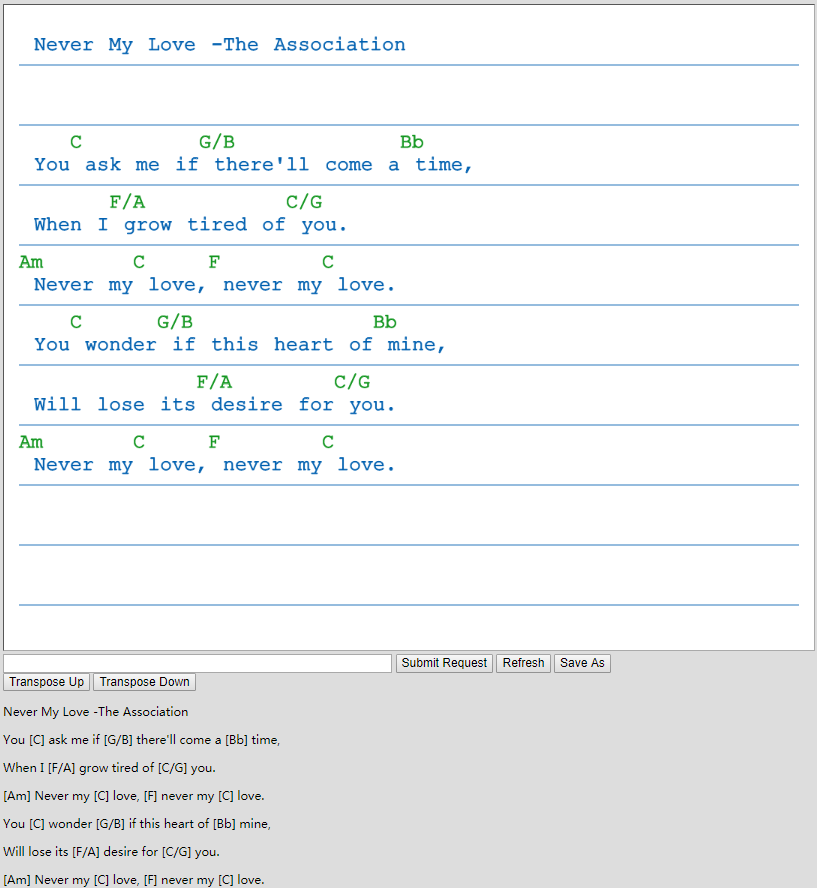 Never My Love -The Association
C G/B Bb
You ask me if there'll come a time,
F/A C/G
When I grow tired of you.
Am C F C
Never my love, never my love.
C G/B Bb
You wonder if this heart of mine,
F/A C/G
Will lose its desire for you.
Am C F C
Never my love, never my love.
Submit Request Refresh Save As
Transpose Up Transpose Down
Never My Love -The Association
You [C] ask me if [G/B] there'll come a [Bb] time,
When I [F/A] grow tired of [C/G] you.
[Am] Never my [C] love, [F] never my [C] love.
You [C] wonder [G/B] if this heart of [Bb] mine,
Will lose its [F/A] desire for [C/G] you.
[Am] Never my [C] love, [F] never my [C] love.